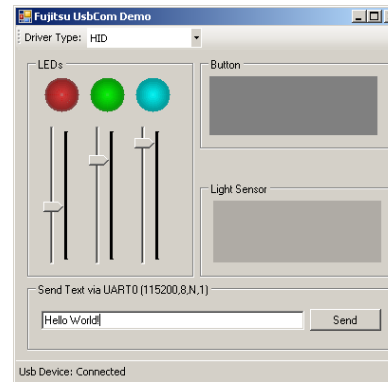 Fujitsu UsbCom Demo
Driver Type: HID
LEDs
Button
Light Sensor
Send Text via UART0 (115200,8,N,1)
Hello World!
Send
Usb Device: Connected